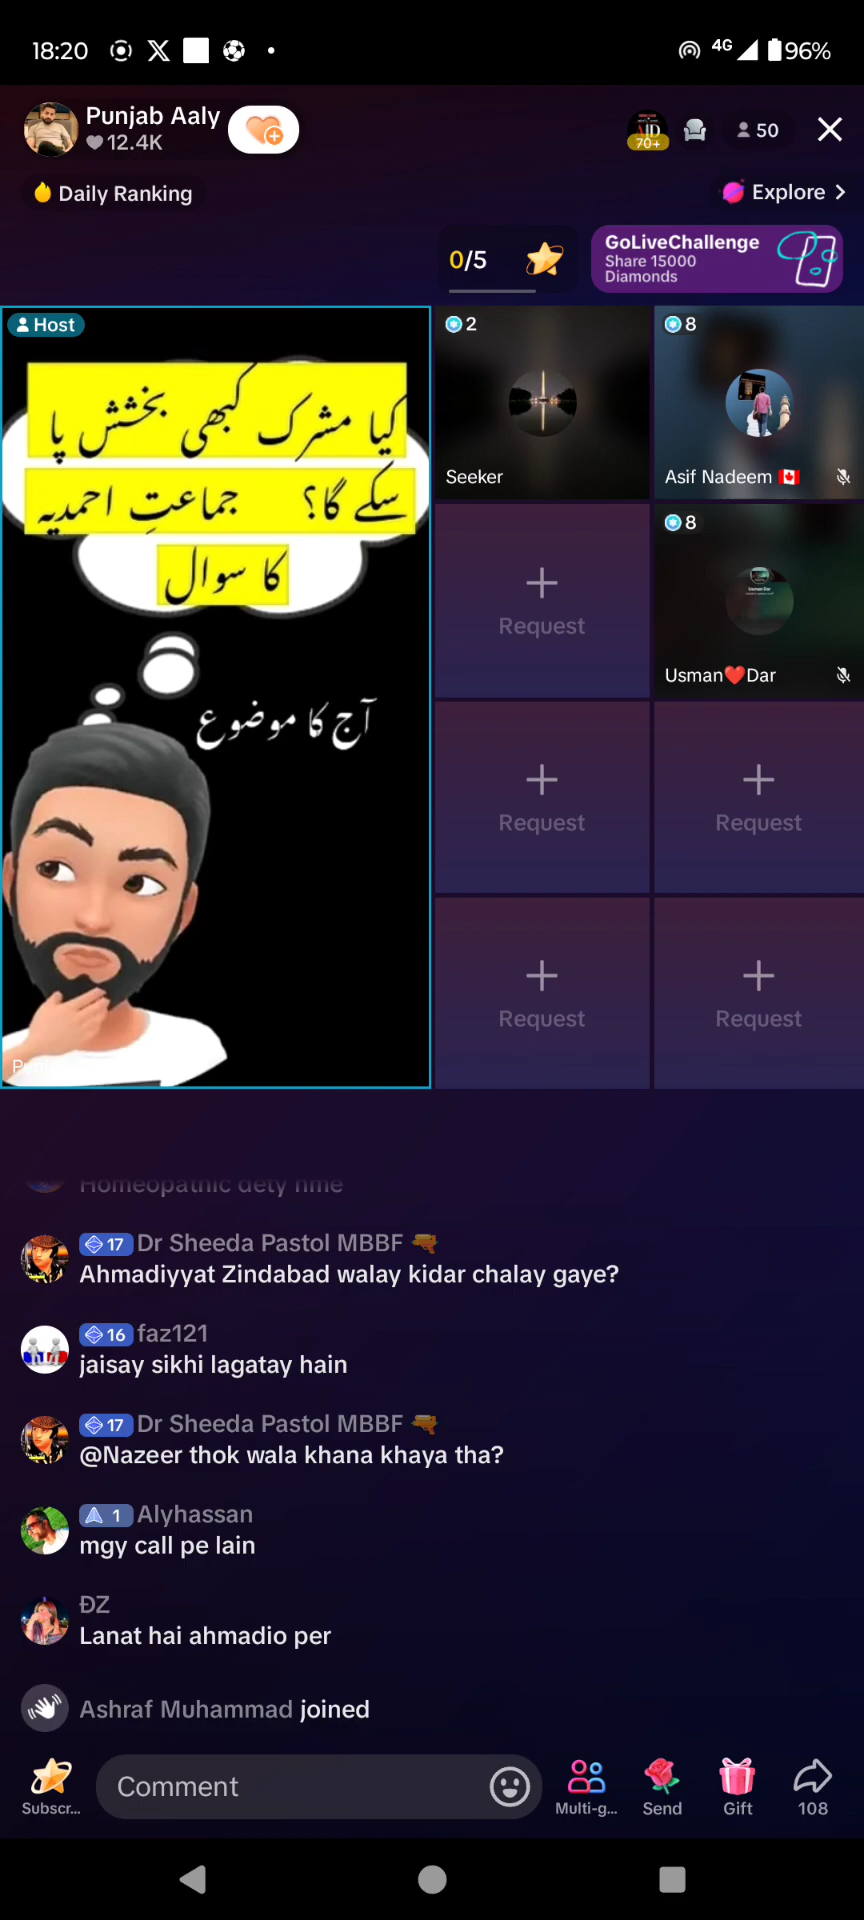 18:20
4G 96%
Punjab Aaly
12.4K
70+
50
Daily Ranking
Explore
0/5
GoLiveChallenge
Share 15000
Diamonds
Host
کیا مشرک کبھی بخشش پا
سکے گا؟ جماعتِ احمدیہ
کا سوال
آج کا موضوع
2
Seeker
8
Asif Nadeem 🇨🇦
Request
8
Usman❤️Dar
Request
Request
Request
Request
Homeopathic dety hme
17 Dr Sheeda Pastol MBBF 🔫
Ahmadiyyat Zindabad walay kidar chalay gaye?
16 faz121
jaisay sikhi lagatay hain
17 Dr Sheeda Pastol MBBF 🔫
@Nazeer thok wala khana khaya tha?
1 Alyhassan
mgy call pe lain
ĐZ
Lanat hai ahmadio per
Ashraf Muhammad joined
Comment
Subscr...
Multi-g...
Send
Gift
108